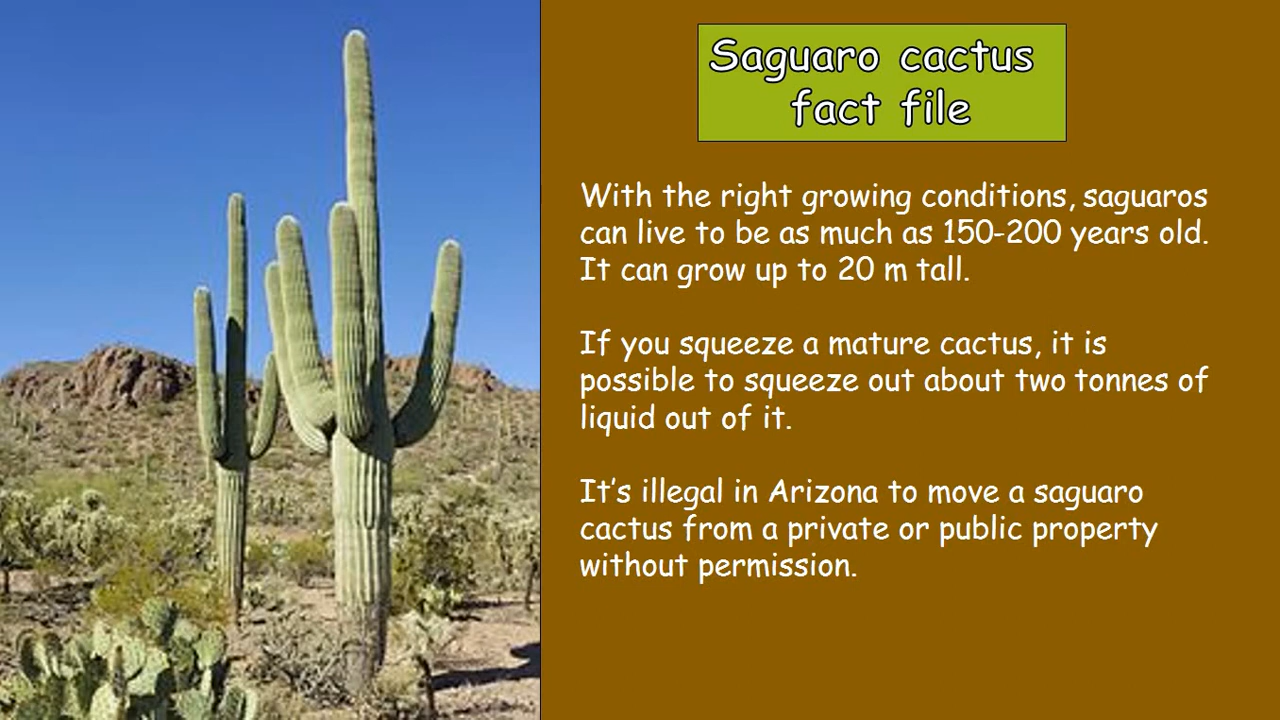 Saguaro cactus
fact file
With the right growing conditions, saguaros
can live to be as much as 150-200 years old.
It can grow up to 20 m tall.
If you squeeze a mature cactus, it is
possible to squeeze out about two tonnes of
liquid out of it.
It's illegal in Arizona to move a saguaro
cactus from a private or public property
without permission.